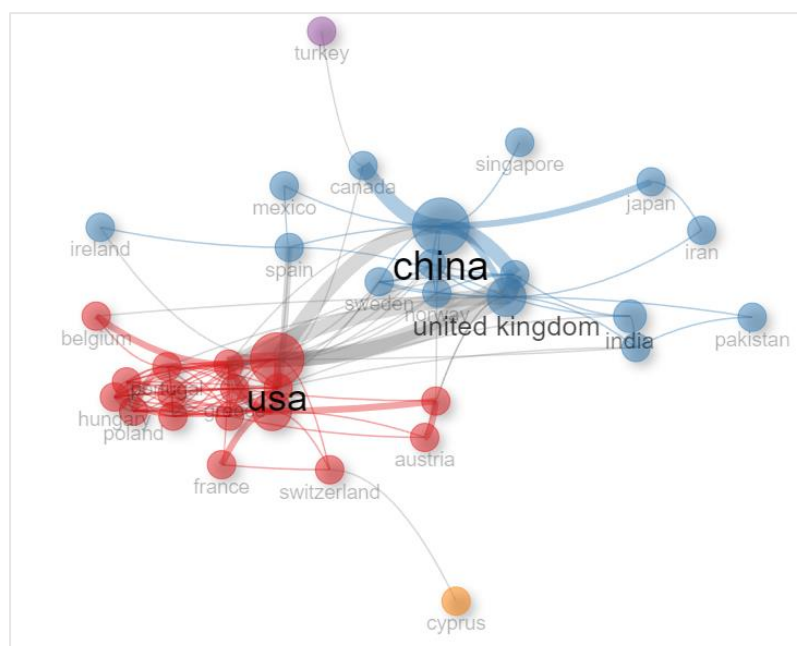 turkey
singapore
canada
mexico
japan
ireland
spain
iran
china
sweden
norway
united kingdom
belgium
india
pakistan
portugal
usa
hungary
poland
austria
france
switzerland
cyprus